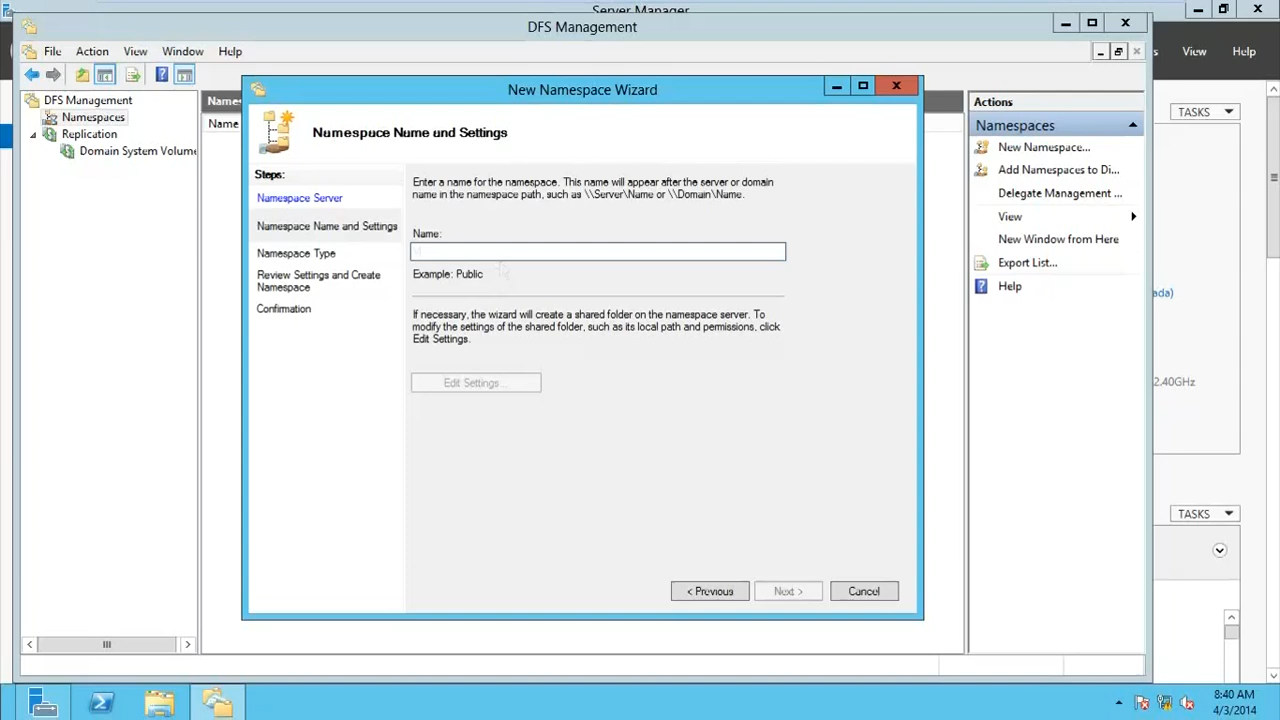 Server Manager
DFS Management
File Action View Window Help
View Help
New Namespace Wizard
DFS Management
Namespaces
Replication
Domain System Volume
Name
Namespace Name and Settings
Steps:
Namespace Server
Namespace Name and Settings
Namespace Type
Review Settings and Create
Namespace
Confirmation
Enter a name for the namespace. This name will appear after the server or domain
name in the namespace path, such as \\Server\Name or \\Domain\Name.
Name:
Example: Public
If necessary, the wizard will create a shared folder on the namespace server. To
modify the settings of the shared folder, such as its local path and permissions, click
Edit Settings.
Edit Settings...
< Previous Next > Cancel
Actions
Namespaces
New Namespace...
Add Namespaces to Di...
Delegate Management ...
View
New Window from Here
Export List...
Help
TASKS
ada)
2.40GHz
TASKS
8:40 AM
4/3/2014